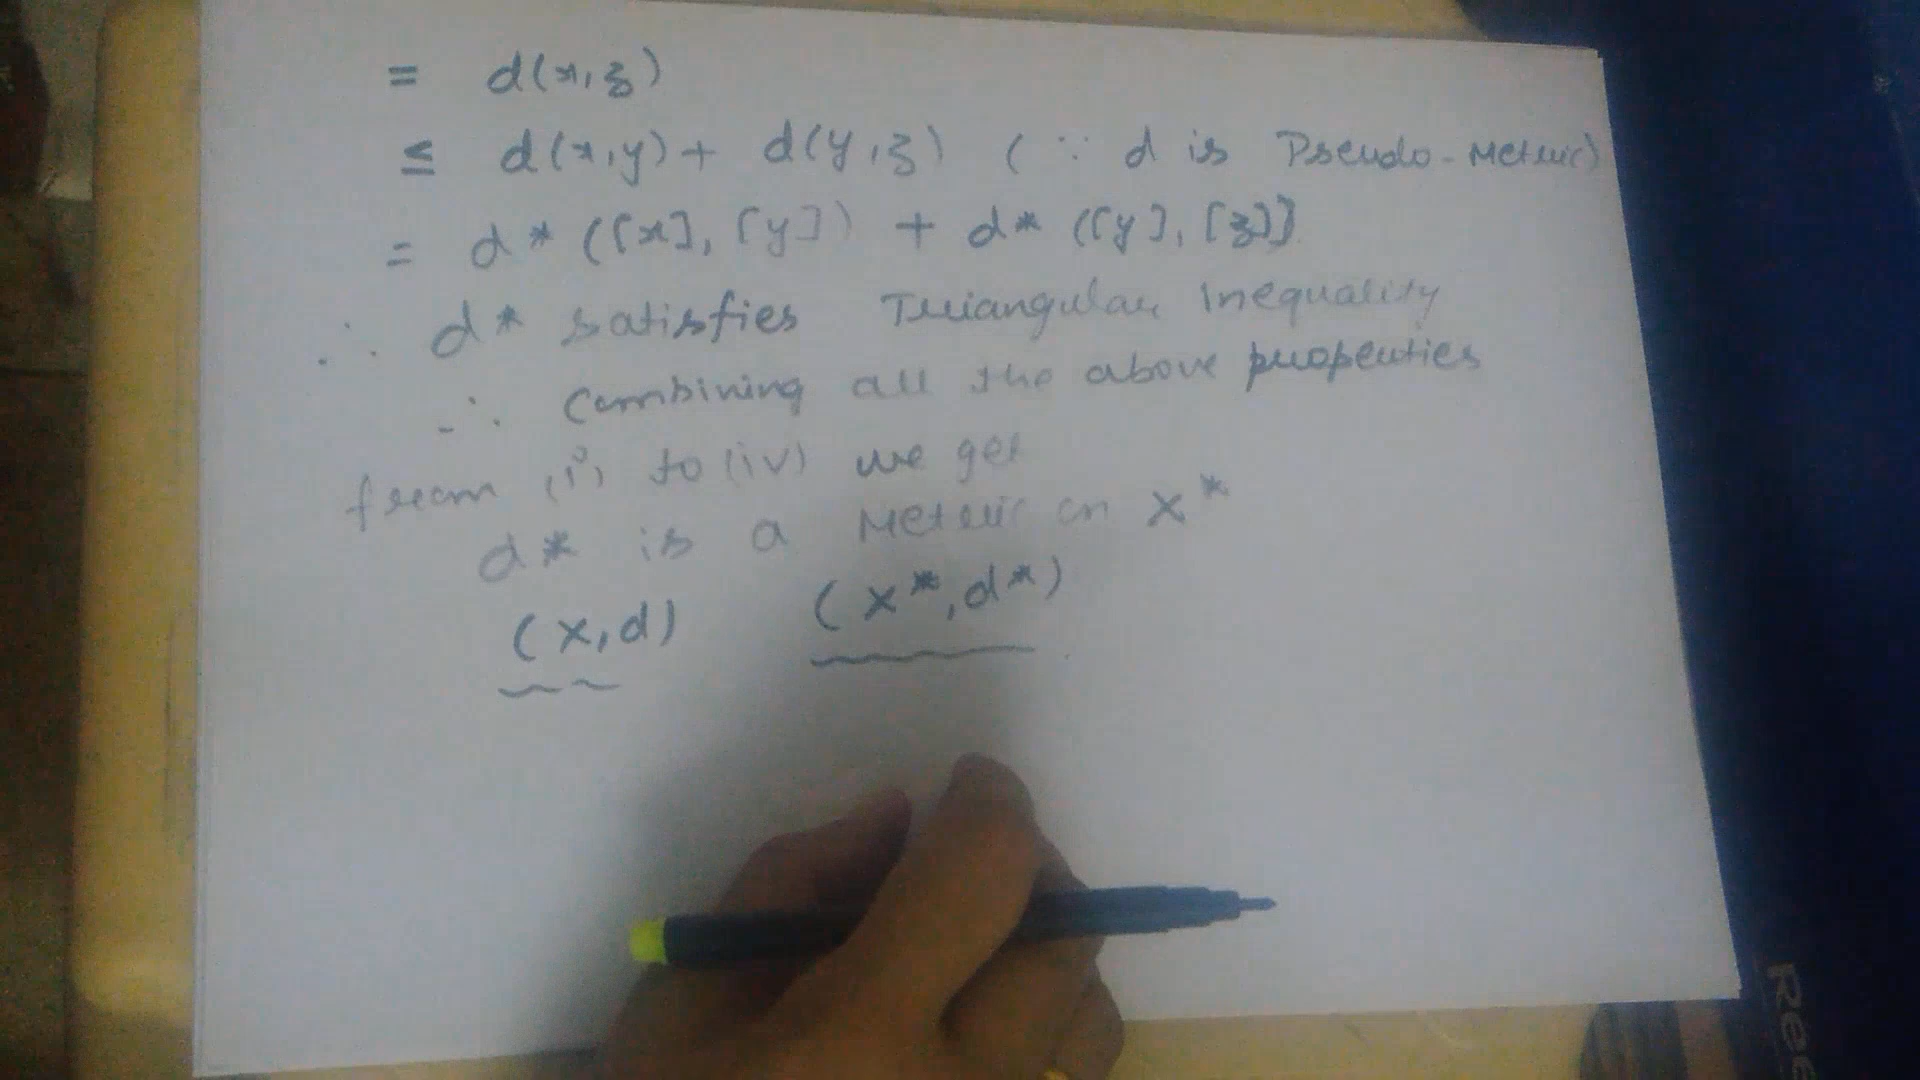 = d(x,z)
≤ d(x,y) + d(y,z) (∵ d is Pseudo-Metric)
= d* ([x], [y]) + d* ([y], [z])
∴ d* satisfies Triangular Inequality
∴ Combining all the above properties
from (i) to (iv) we get
d* is a Metric on X*
(X,d) (X*,d*)
Ree